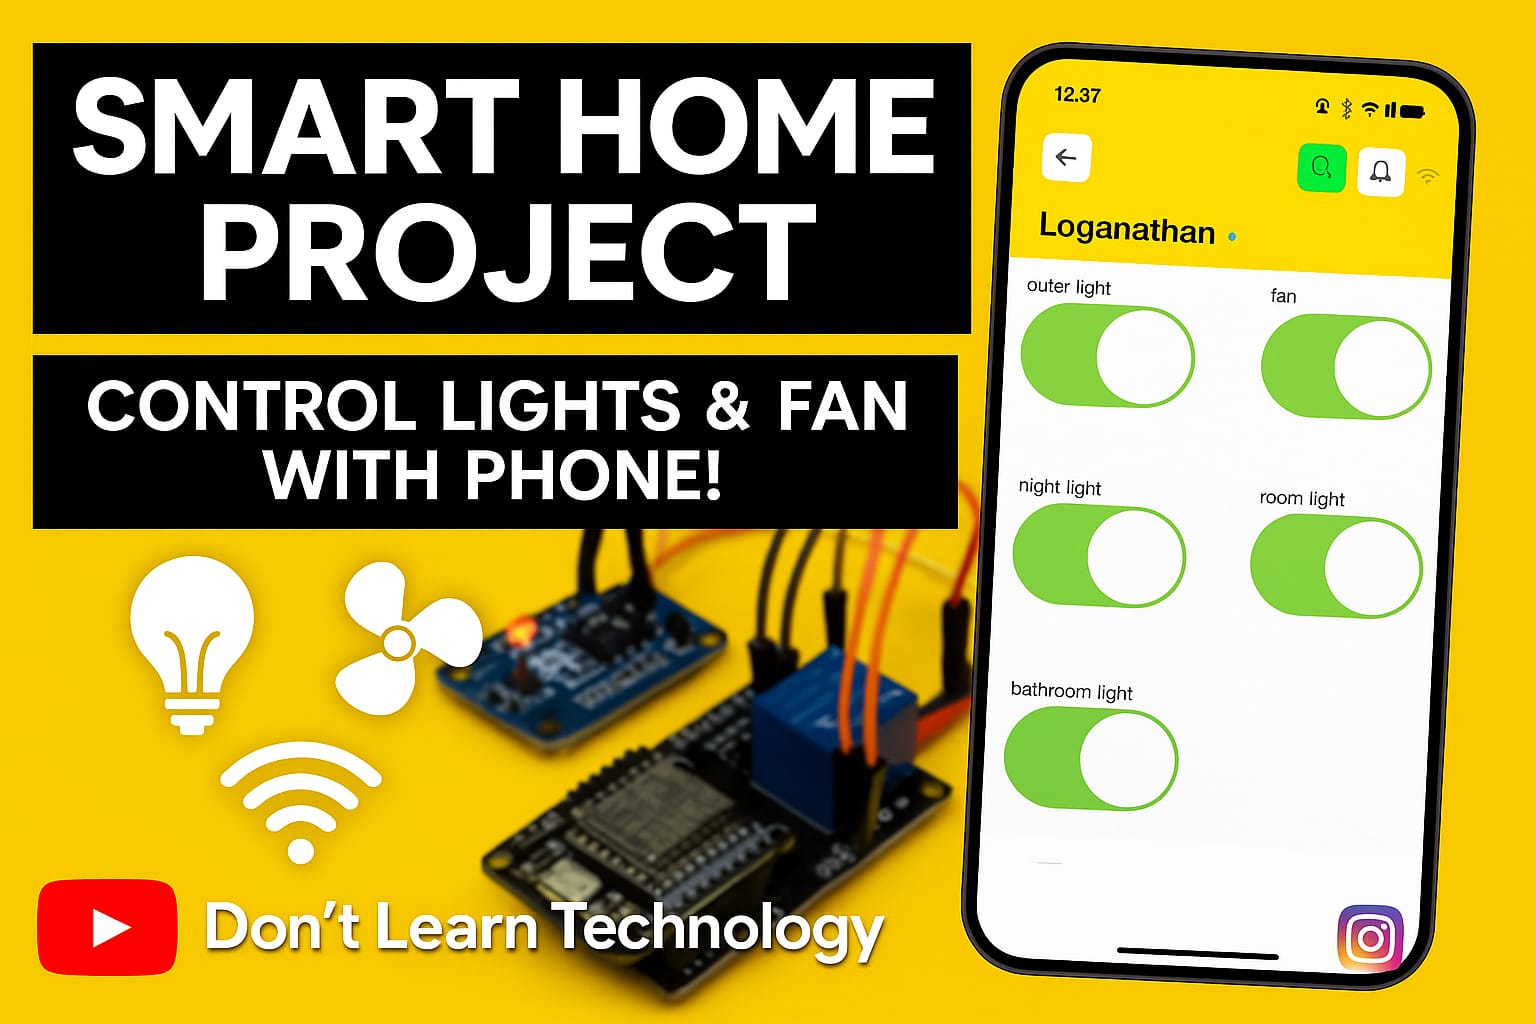 SMART HOME
PROJECT
CONTROL LIGHTS & FAN
WITH PHONE!
Don't Learn Technology
12.37
Loganathan
outer light
fan
night light
room light
bathroom light